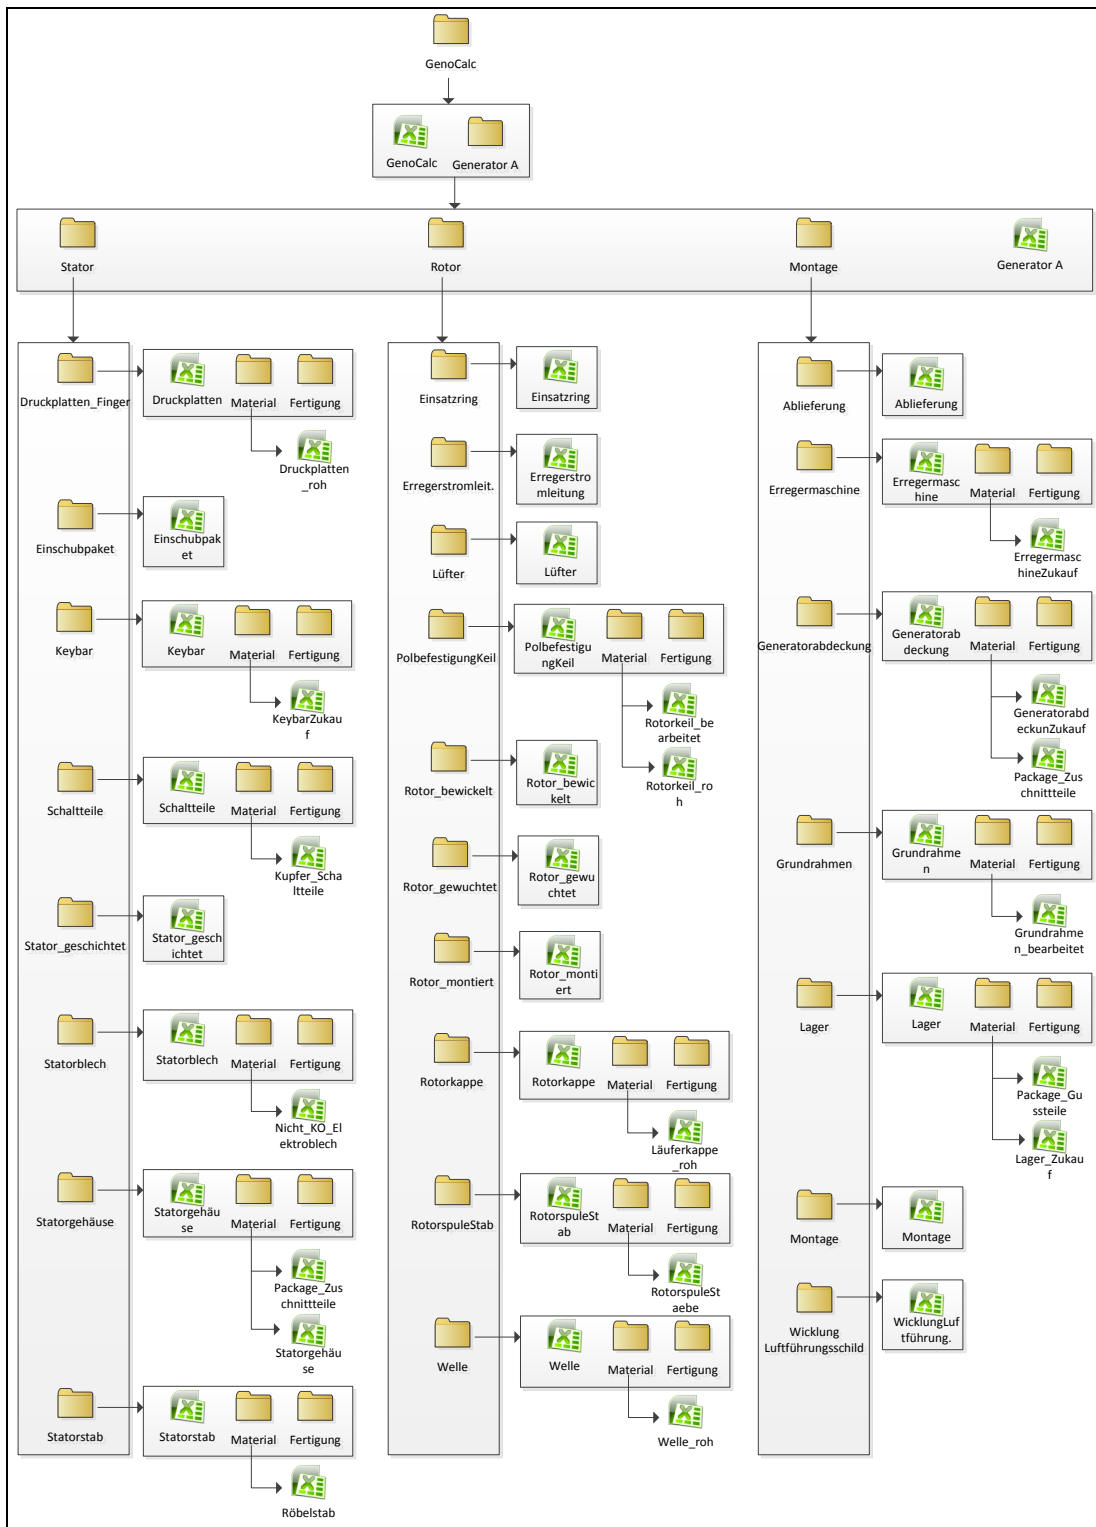 GenoCalc
GenoCalc
Generator A
Stator
Rotor
Montage
Generator A
Druckplatten_Finger
Druckplatten
Material
Fertigung
Druckplatten
_roh
Einschubpaket
Einschubpa
ket
Keybar
Keybar
Material
Fertigung
KeybarZukau
f
Schaltteile
Schaltteile
Material
Fertigung
Kupfer_Scha
ltteile
Stator_geschichtet
Stator_gesch
ichtet
Statorblech
Statorblech
Material
Fertigung
Nicht_KO_El
ektroblech
Statorgehäuse
Statorgehäu
se
Material
Fertigung
Package_Zus
chnittteile
Statorgehäu
se
Statorstab
Statorstab
Material
Fertigung
Röbelstab
Einsatzring
Einsatzring
Erregerstromleit.
Erregerstro
mleitung
Lüfter
Lüfter
PolbefestigungKeil
Polbefestig
ungKeil
Material
Fertigung
Rotorkeil_be
arbeitet
Rotorkeil_ro
h
Rotor_bewickelt
Rotor_bewic
kelt
Rotor_gewuchtet
Rotor_gewu
chtet
Rotor_montiert
Rotor_monti
ert
Rotorkappe
Rotorkappe
Material
Fertigung
Läuferkappe
_roh
RotorspuleStab
RotorspuleSt
ab
Material
Fertigung
RotorspuleSt
aebe
Welle
Welle
Material
Fertigung
Welle_roh
Ablieferung
Ablieferung
Erregermaschine
Erregermasc
hine
Material
Fertigung
Erregermasc
hineZukauf
Generatorabdeckung
Generatorab
deckung
Material
Fertigung
Generatorabd
eckunZukauf
Package_Zus
chnittteile
Grundrahmen
Grundrahme
n
Material
Fertigung
Grundrahme
n_bearbeitet
Lager
Lager
Material
Fertigung
Package_Gu
ssteile
Lager_Zukau
f
Montage
Montage
Wicklung
Luftführungsschild
WicklungLuf
tführung.